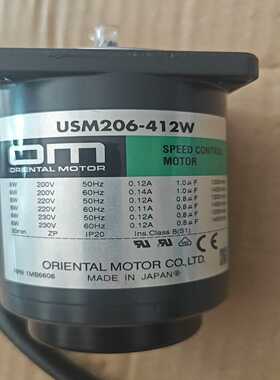 USM206-412W
OM
SPEED CONTROL
ORIENTAL MOTOR
MOTOR
6W 200V 50Hz 0.12A 1.0μF
6W 200V 60Hz 0.14A 1.0μF
6W 220V 60Hz 0.11A
6W 220V 50Hz 0.12A 0.8μF
6W 230V 50Hz 0.12A 0.8μF
6W 230V 60Hz 0.12A 0.8μF
30min ZP IP20 Ins.Class B(S1)
ORIENTAL MOTOR CO.,LTD.
MADE IN JAPAN